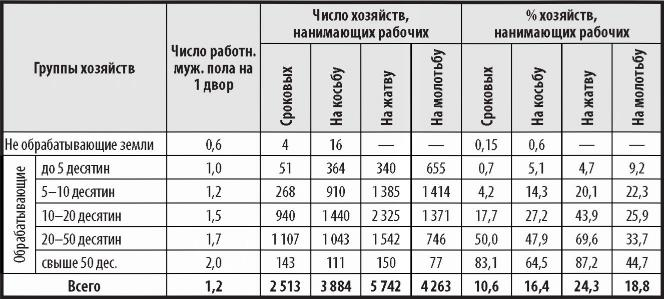 Группы хозяйств
Число работн.
муж. пола на
1 двор
Число хозяйств,
нанимающих рабочих
% хозяйств,
нанимающих рабочих
Сроковых
На косьбу
На жатву
На молотьбу
Сроковых
На косьбу
На жатву
На молотьбу
Не обрабатывающие земли 0,6 4 16 — — 0,15 0,6 — —
Обрабатывающие
до 5 десятин 1,0 51 364 340 655 0,7 5,1 4,7 9,2
5–10 десятин 1,2 268 910 1 385 1 414 4,2 14,3 20,1 22,3
10–20 десятин 1,5 940 1 440 2 325 1 371 17,7 27,2 43,9 25,9
20–50 десятин 1,7 1 107 1 043 1 542 746 50,0 47,9 69,6 33,7
свыше 50 дес. 2,0 143 111 150 77 83,1 64,5 87,2 44,7
Всего 1,2 2 513 3 884 5 742 4 263 10,6 16,4 24,3 18,8